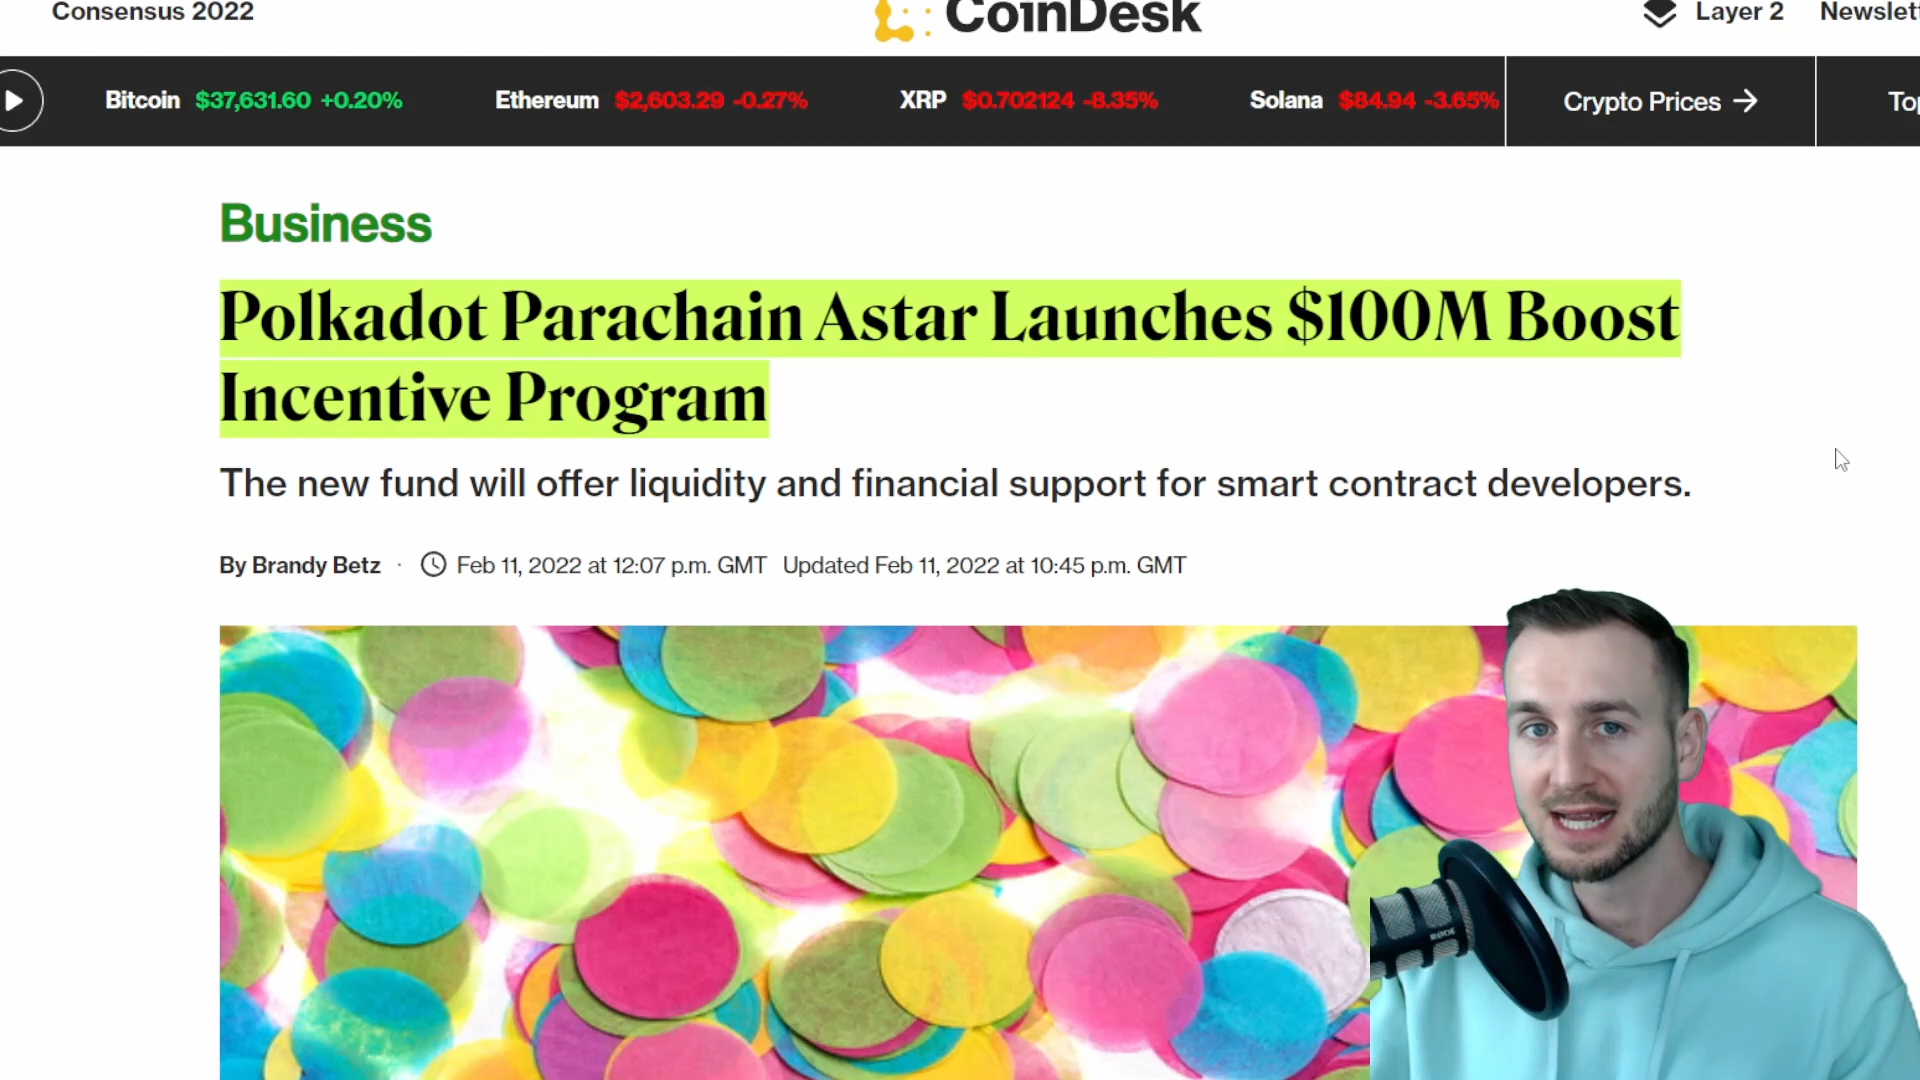 Consensus 2022
CoinDesk
Layer 2
Bitcoin $37,631.60 +0.20%
Ethereum $2,603.29 -0.27%
XRP $0.702124 -8.35%
Solana $84.94 -3.65%
Crypto Prices
Business
Polkadot Parachain Astar Launches $100M Boost
Incentive Program
The new fund will offer liquidity and financial support for smart contract developers.
By Brandy Betz · Feb 11, 2022 at 12:07 p.m. GMT Updated Feb 11, 2022 at 10:45 p.m. GMT
RØDE